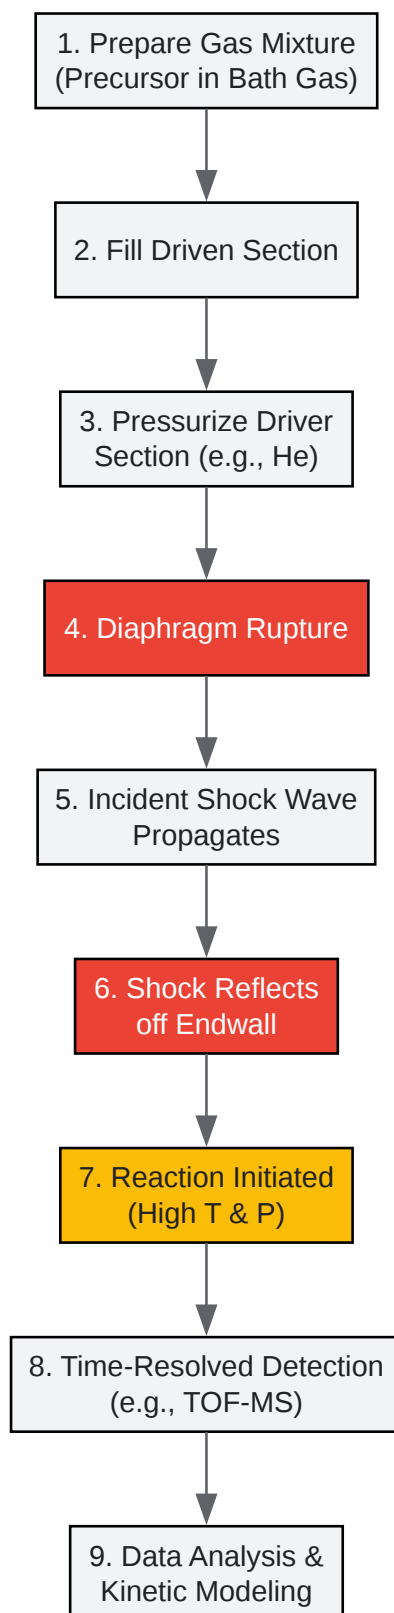 1. Prepare Gas Mixture
(Precursor in Bath Gas)
2. Fill Driven Section
3. Pressurize Driver
Section (e.g., He)
4. Diaphragm Rupture
5. Incident Shock Wave
Propagates
6. Shock Reflects
off Endwall
7. Reaction Initiated
(High T & P)
8. Time-Resolved Detection
(e.g., TOF-MS)
9. Data Analysis &
Kinetic Modeling